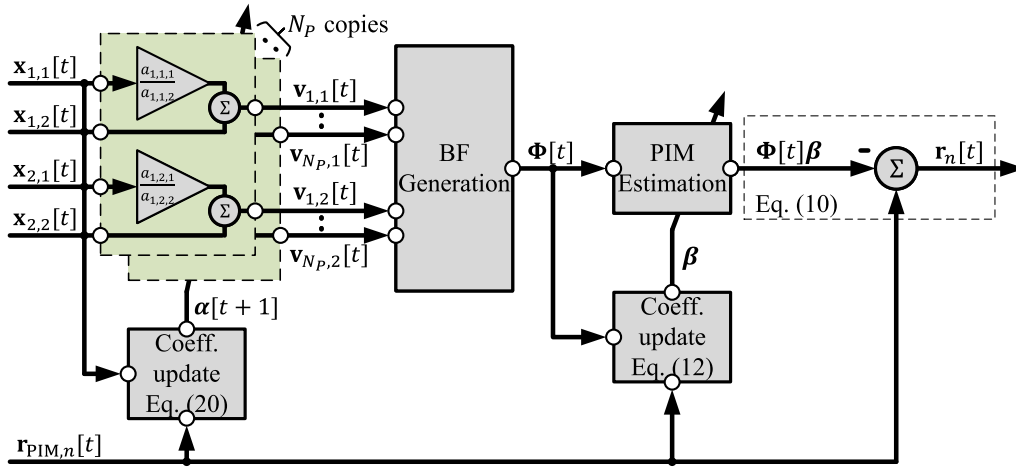 N_P copies
x_{1,1}[t]
a_{1,1,1}
a_{1,1,2}
Σ
x_{1,2}[t]
x_{2,1}[t]
a_{1,2,1}
a_{1,2,2}
Σ
x_{2,2}[t]
v_{1,1}[t]
v_{N_P,1}[t]
v_{1,2}[t]
v_{N_P,2}[t]
BF
Generation
Φ[t]
PIM
Estimation
Φ[t]β
-
Σ
r_n[t]
Eq. (10)
β
α[t + 1]
Coeff.
update
Eq. (20)
Coeff.
update
Eq. (12)
r_{PIM,n}[t]